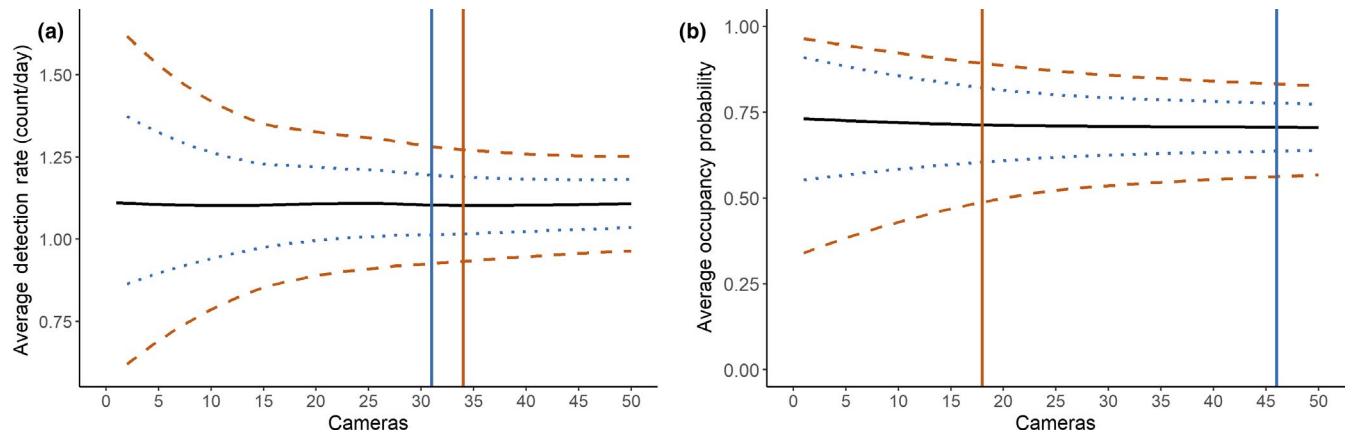 (a)
Average detection rate (count/day)
1.50
1.25
1.00
0.75
0 5 10 15 20 25 30 35 40 45 50
Cameras
(b)
Average occupancy probability
1.00
0.75
0.50
0.25
0.00
0 5 10 15 20 25 30 35 40 45 50
Cameras